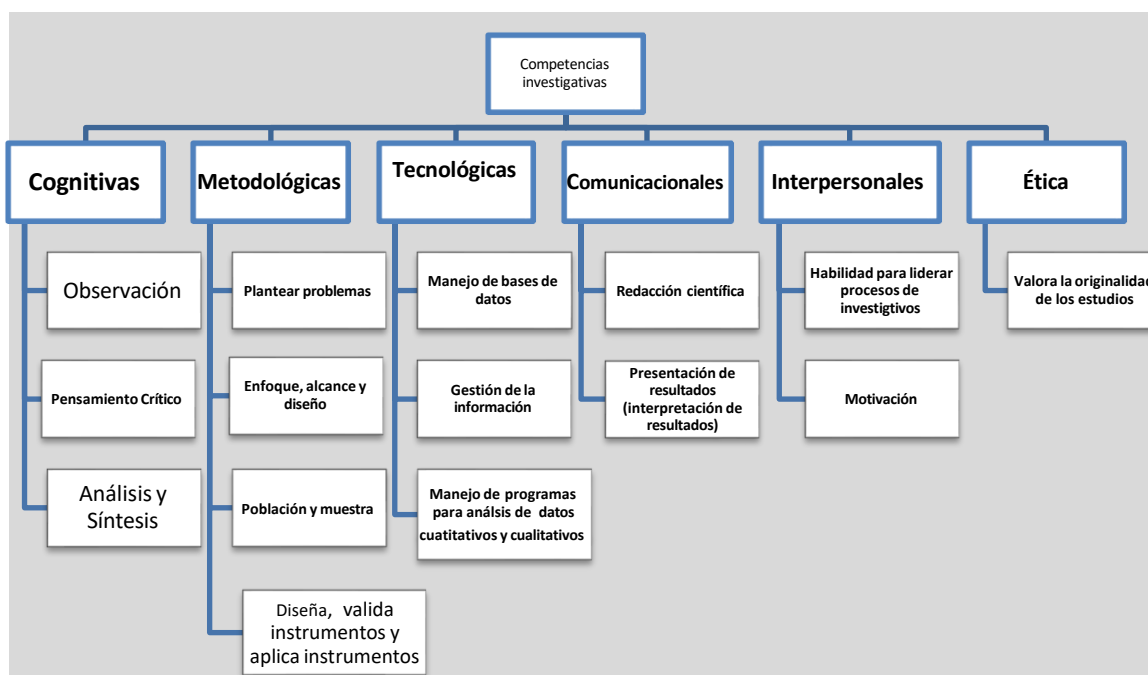 Competencias
investigativas
Cognitivas
Metodológicas
Tecnológicas
Comunicacionales
Interpersonales
Ética
Observación
Pensamiento Crítico
Análisis y
Síntesis
Plantear problemas
Enfoque, alcance y
diseño
Población y muestra
Diseña, valida
instrumentos y
aplica instrumentos
Manejo de bases de
datos
Gestión de la
información
Manejo de programas
para análsis de datos
cuatitativos y cualitativos
Redacción científica
Presentación de
resultados
(interpretación de
resultados)
Habilidad para liderar
procesos de
investigtivos
Motivación
Valora la originalidad
de los estudios